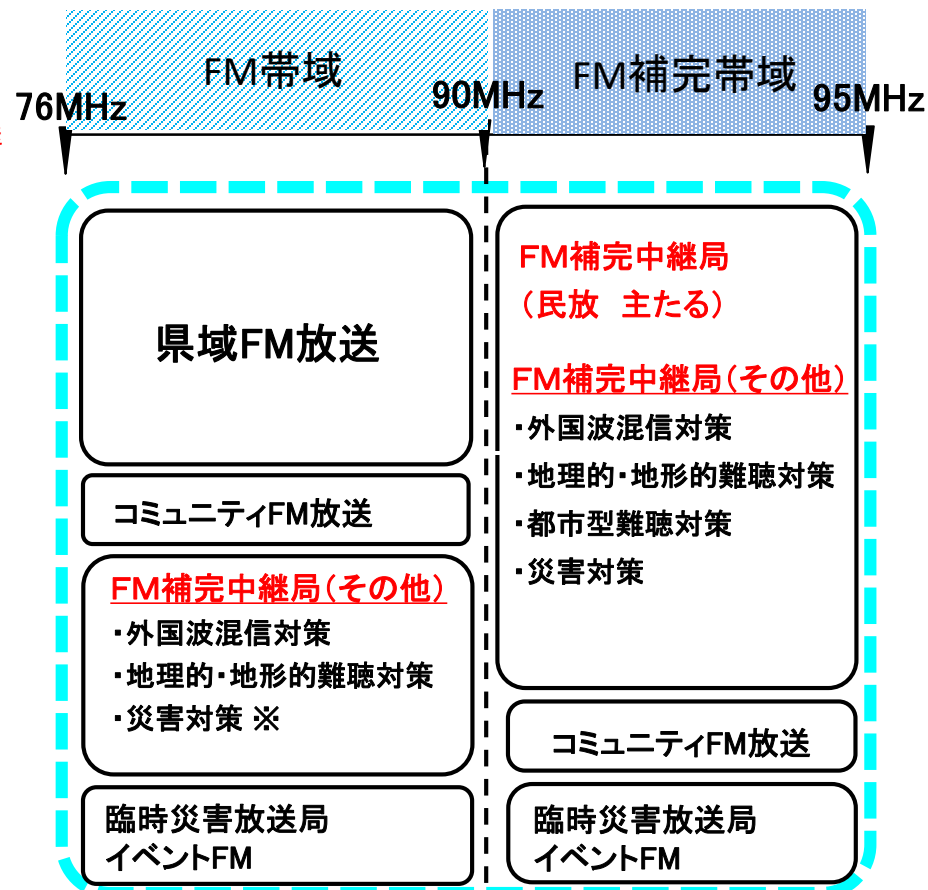 FM帯域
FM補完帯域
76MHz
90MHz
95MHz
県域FM放送
コミュニティFM放送
FM補完中継局(その他)
・外国波混信対策
・地理的・地形的難聴対策
・災害対策 ※
臨時災害放送局
イベントFM
FM補完中継局
(民放 主たる)
FM補完中継局(その他)
・外国波混信対策
・地理的・地形的難聴対策
・都市型難聴対策
・災害対策
コミュニティFM放送
臨時災害放送局
イベントFM